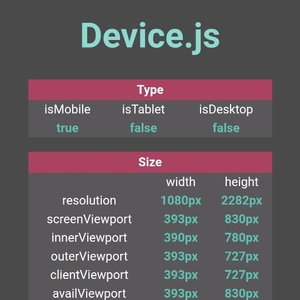 Device.js
Type
isMobile isTablet isDesktop
true false false
Size
width height
resolution 1080px 2282px
screenViewport 393px 830px
innerViewport 390px 780px
outerViewport 393px 727px
clientViewport 393px 727px
availViewport 393px 830px